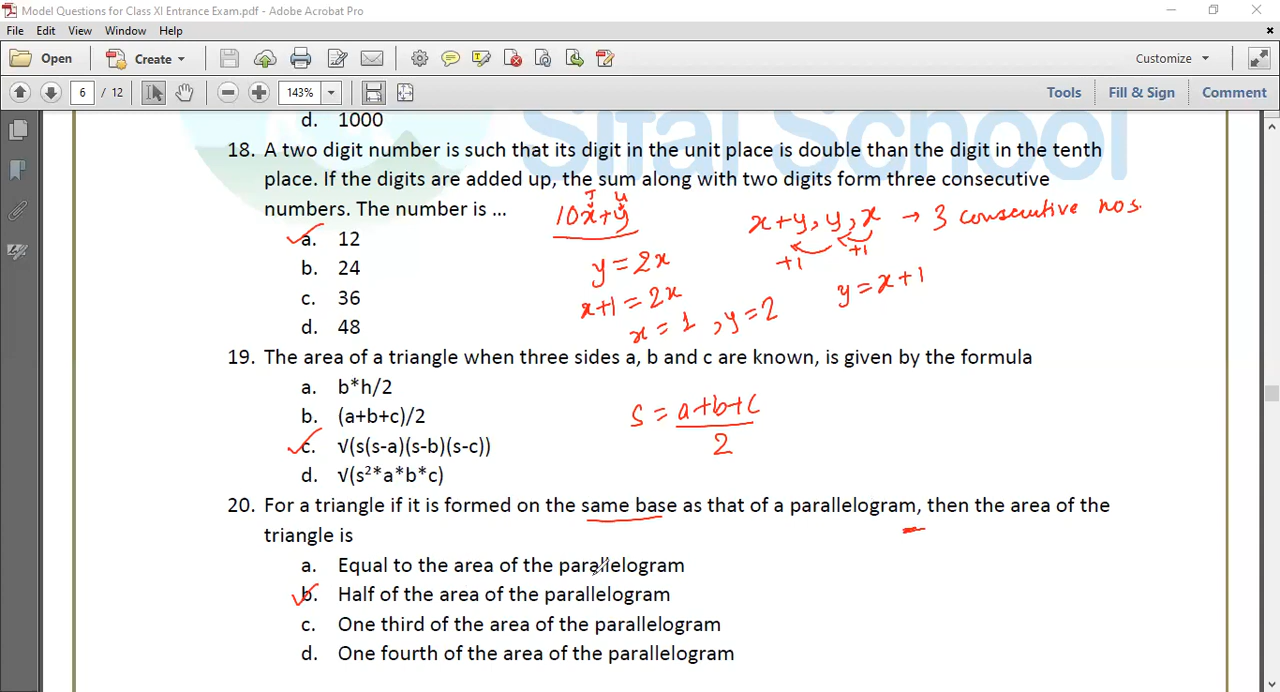 Model Questions for Class XI Entrance Exam.pdf - Adobe Acrobat Pro
File Edit View Window Help
Open Create Customize
6 / 12 143% Tools Fill & Sign Comment
Sital School
d. 1000
18. A two digit number is such that its digit in the unit place is double than the digit in the tenth
place. If the digits are added up, the sum along with two digits form three consecutive
numbers. The number is ...
T U
10x+y
x+y, y, x → 3 consecutive nos.
+1 +1
a. 12
b. 24
c. 36
d. 48
y = 2x
x+1 = 2x
x = 1, y = 2
y = x+1
19. The area of a triangle when three sides a, b and c are known, is given by the formula
a. b*h/2
b. (a+b+c)/2
c. √(s(s-a)(s-b)(s-c))
d. √(s²*a*b*c)
s = a+b+c
2
20. For a triangle if it is formed on the same base as that of a parallelogram, then the area of the
triangle is
a. Equal to the area of the parallelogram
b. Half of the area of the parallelogram
c. One third of the area of the parallelogram
d. One fourth of the area of the parallelogram